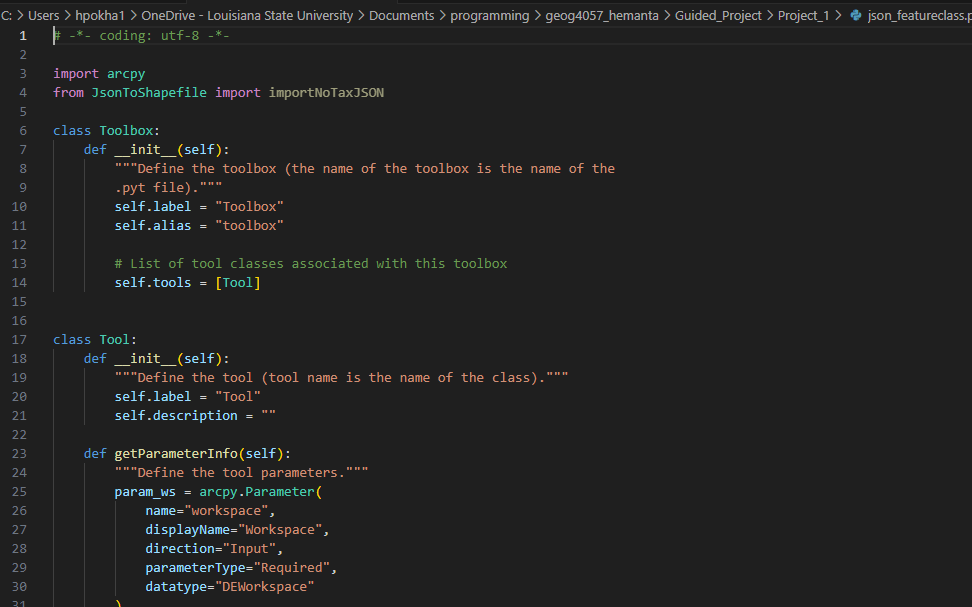 C: > Users > hpokha1 > OneDrive - Louisiana State University > Documents > programming > geog4057_hemanta > Guided_Project > Project_1 > json_featureclass.p
1 # -*- coding: utf-8 -*-
2
3 import arcpy
4 from JsonToShapefile import importNoTaxJSON
5
6 class Toolbox:
7     def __init__(self):
8         """Define the toolbox (the name of the toolbox is the name of the
9         .pyt file)."""
10         self.label = "Toolbox"
11         self.alias = "toolbox"
12
13         # List of tool classes associated with this toolbox
14         self.tools = [Tool]
15
16
17 class Tool:
18     def __init__(self):
19         """Define the tool (tool name is the name of the class)."""
20         self.label = "Tool"
21         self.description = ""
22
23     def getParameterInfo(self):
24         """Define the tool parameters."""
25         param_ws = arcpy.Parameter(
26             name="workspace",
27             displayName="Workspace",
28             direction="Input",
29             parameterType="Required",
30             datatype="DEWorkspace"
31         )